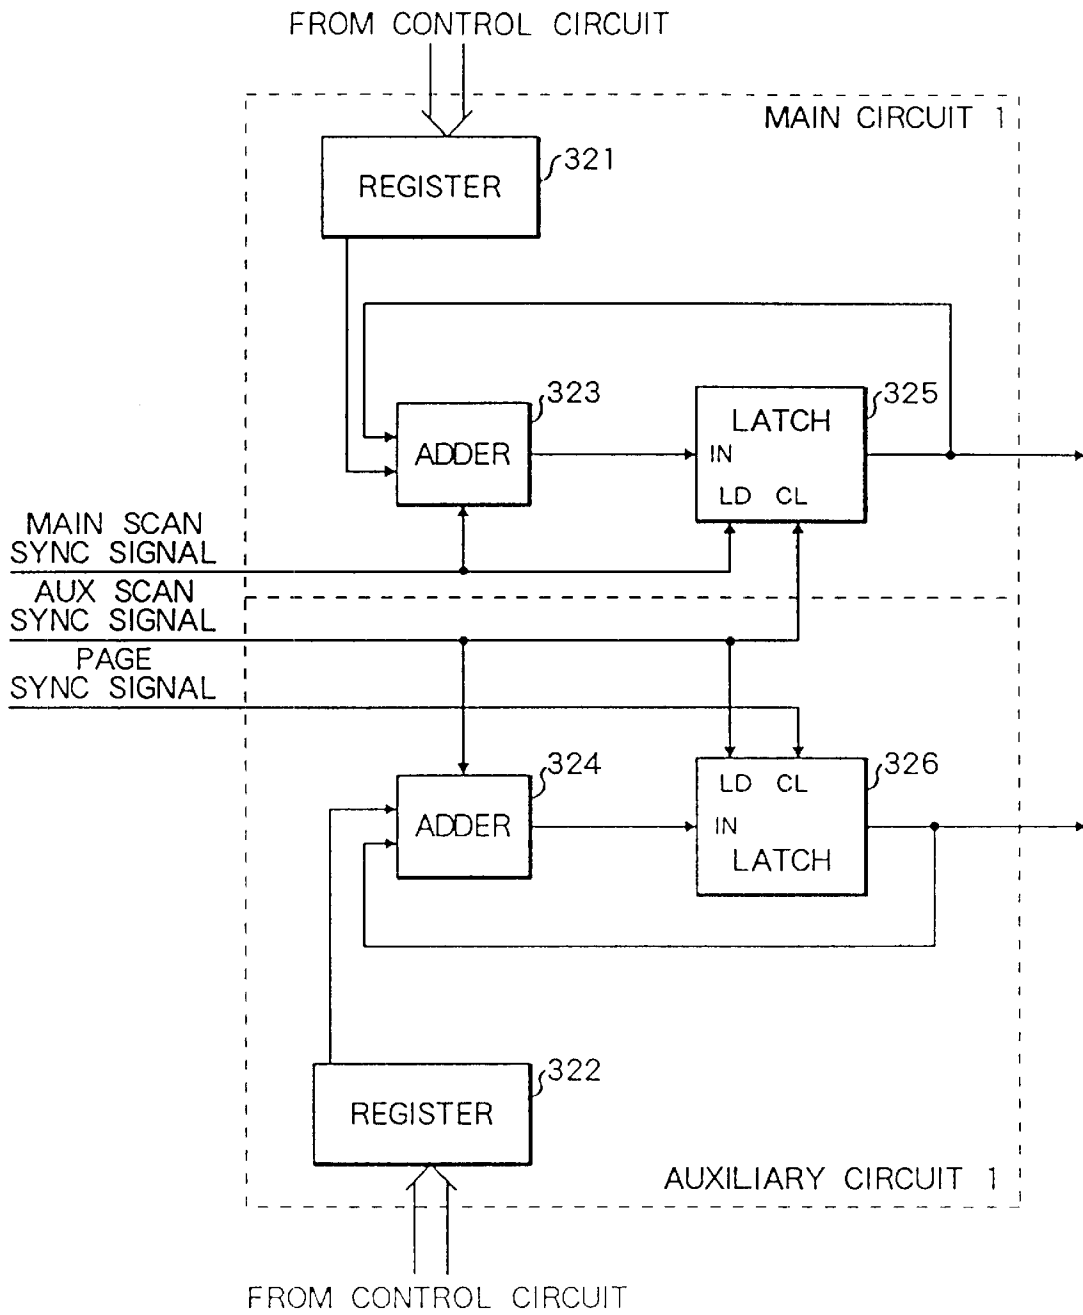 FROM CONTROL CIRCUIT
MAIN CIRCUIT 1
REGISTER
321
ADDER
323
LATCH
IN
LD CL
325
MAIN SCAN
SYNC SIGNAL
AUX SCAN
SYNC SIGNAL
PAGE
SYNC SIGNAL
ADDER
324
LD CL
IN
LATCH
326
REGISTER
322
AUXILIARY CIRCUIT 1
FROM CONTROL CIRCUIT